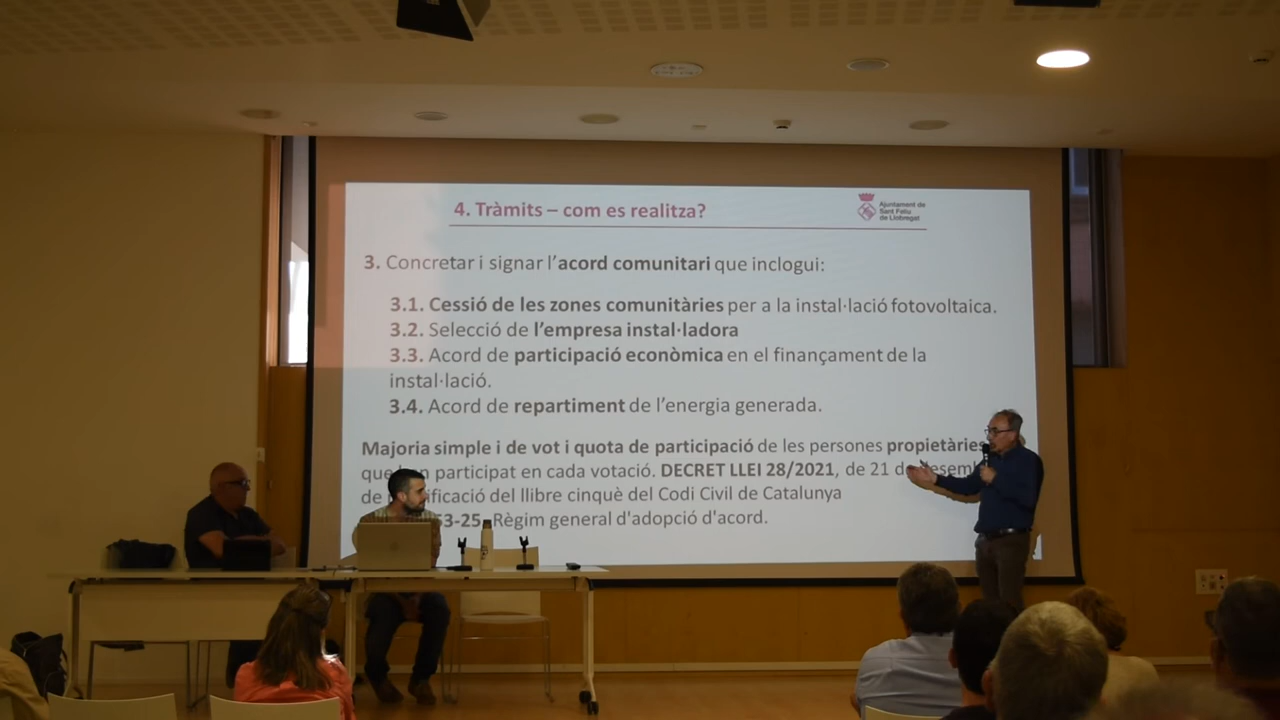 4. Tràmits – com es realitza?
Ajuntament de
Sant Feliu
de Llobregat
3. Concretar i signar l’acord comunitari que inclogui:
3.1. Cessió de les zones comunitàries per a la instal·lació fotovoltaica.
3.2. Selecció de l’empresa instal·ladora
3.3. Acord de participació econòmica en el finançament de la
instal·lació.
3.4. Acord de repartiment de l’energia generada.
Majoria simple i de vot i quota de participació de les persones propietàries
participat en cada votació. DECRET LLEI 28/2021, de 21
de del llibre cinquè del Codi Civil de Catalunya
53-25. Règim general d'adopció d'acord.